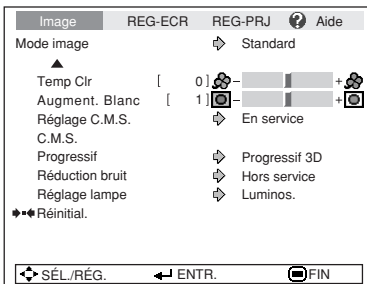 Image REG-ECR REG-PRJ ? Aide
Mode image Standard
Temp Clr [ 0 ] - +
Augment. Blanc [ 1 ] - +
Réglage C.M.S. En service
C.M.S.
Progressif Progressif 3D
Réduction bruit Hors service
Réglage lampe Luminos.
Réinitial.
SÉL./RÉG. ENTR. FIN